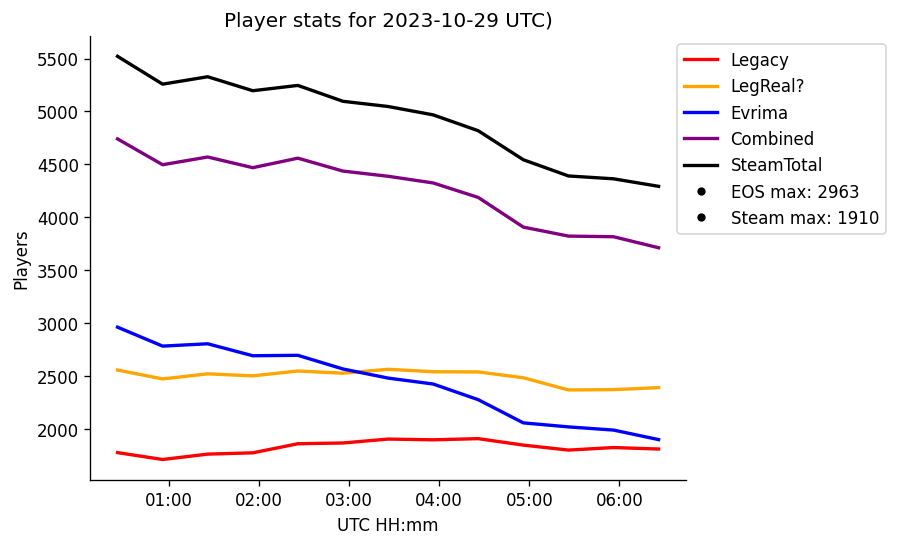 Player stats for 2023-10-29 UTC)
Legacy
LegReal?
Evrima
Combined
SteamTotal
EOS max: 2963
Steam max: 1910
Players
5500
5000
4500
4000
3500
3000
2500
2000
01:00 02:00 03:00 04:00 05:00 06:00
UTC HH:mm